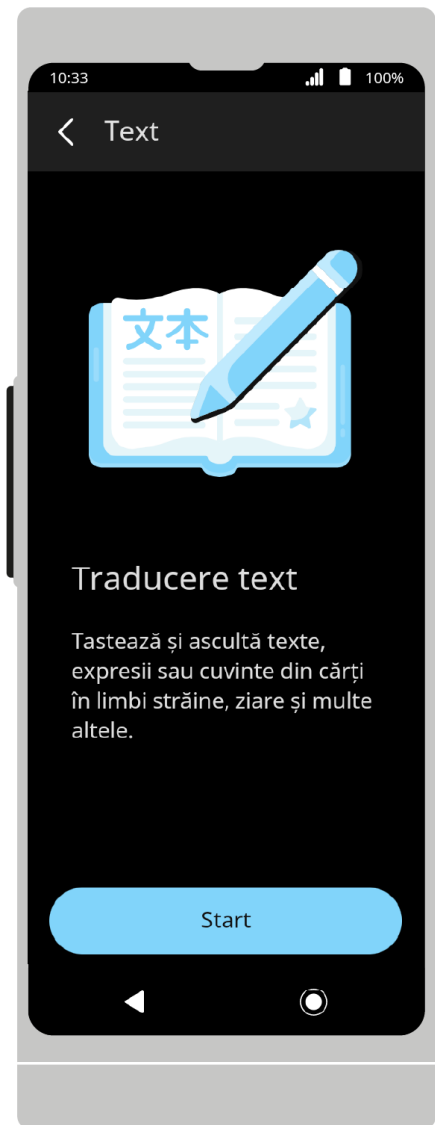 10:33 100%
Text
文本
Traducere text
Tastează și ascultă texte,
expresii sau cuvinte din cărți
în limbi străine, ziare și multe
altele.
Start